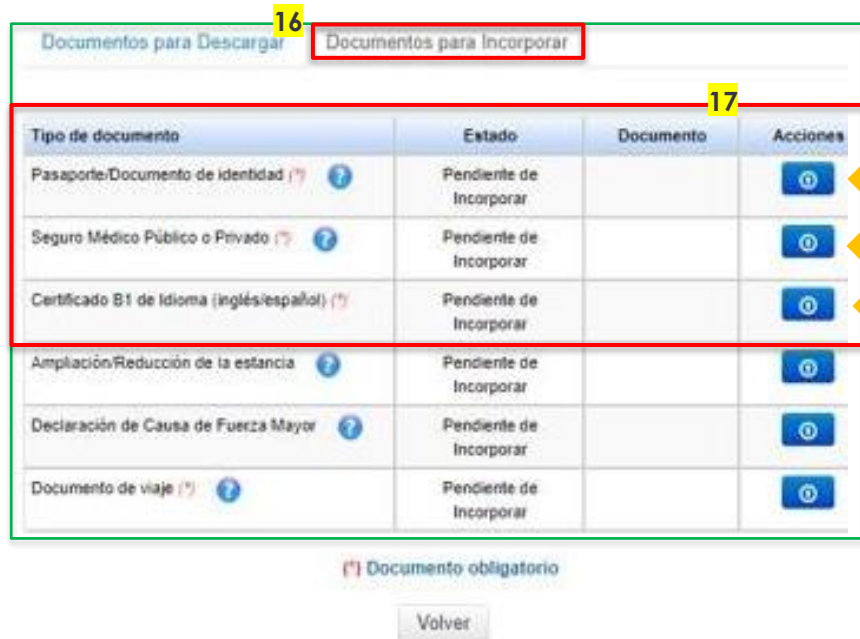 16
Documentos para Descargar Documentos para Incorporar
17
Tipo de documento Estado Documento Acciones
Pasaporte/Documento de identidad (*) ? Pendiente de
Incorporar
Seguro Médico Público o Privado (*) ? Pendiente de
Incorporar
Certificado B1 de Idioma (inglés/español) (*) Pendiente de
Incorporar
Ampliación/Reducción de la estancia ? Pendiente de
Incorporar
Declaración de Causa de Fuerza Mayor ? Pendiente de
Incorporar
Documento de viaje (*) ? Pendiente de
Incorporar
(*) Documento obligatorio
Volver